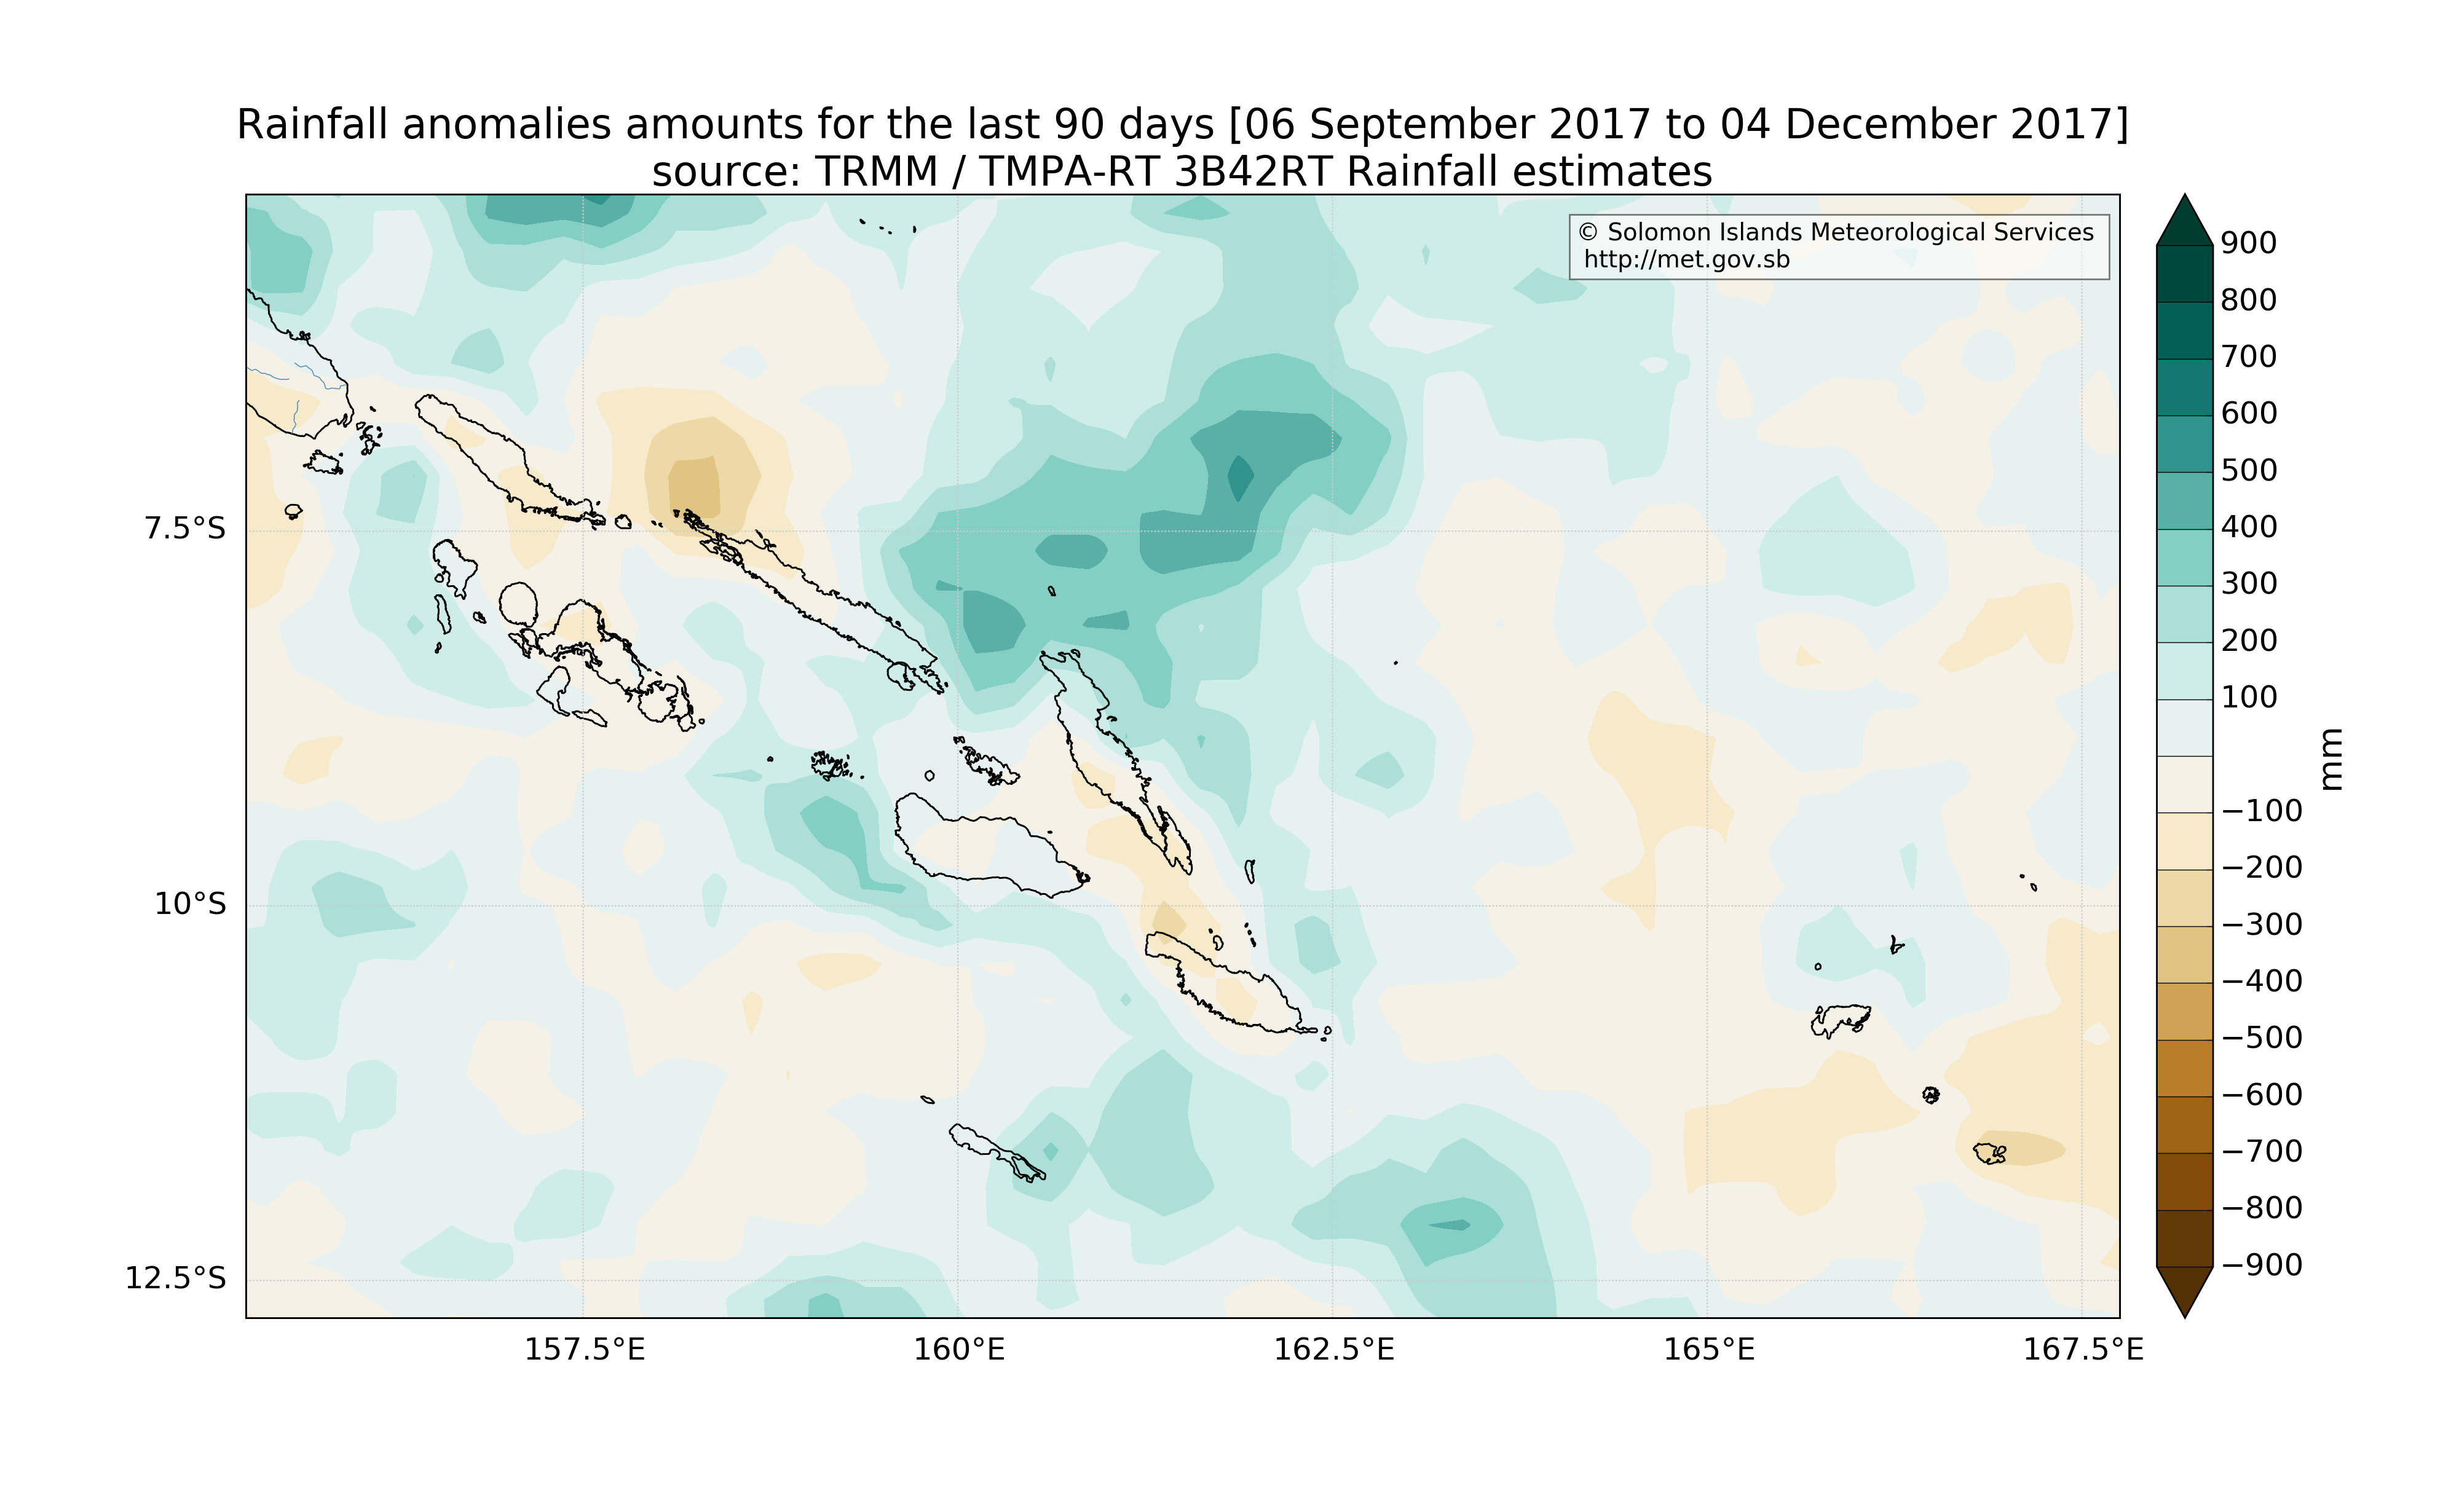 Rainfall anomalies amounts for the last 90 days [06 September 2017 to 04 December 2017]
source: TRMM / TMPA-RT 3B42RT Rainfall estimates
© Solomon Islands Meteorological Services
http://met.gov.sb
7.5°S
10°S
12.5°S
157.5°E
160°E
162.5°E
165°E
167.5°E
900
800
700
600
500
400
300
200
100
−100
−200
−300
−400
−500
−600
−700
−800
−900
mm